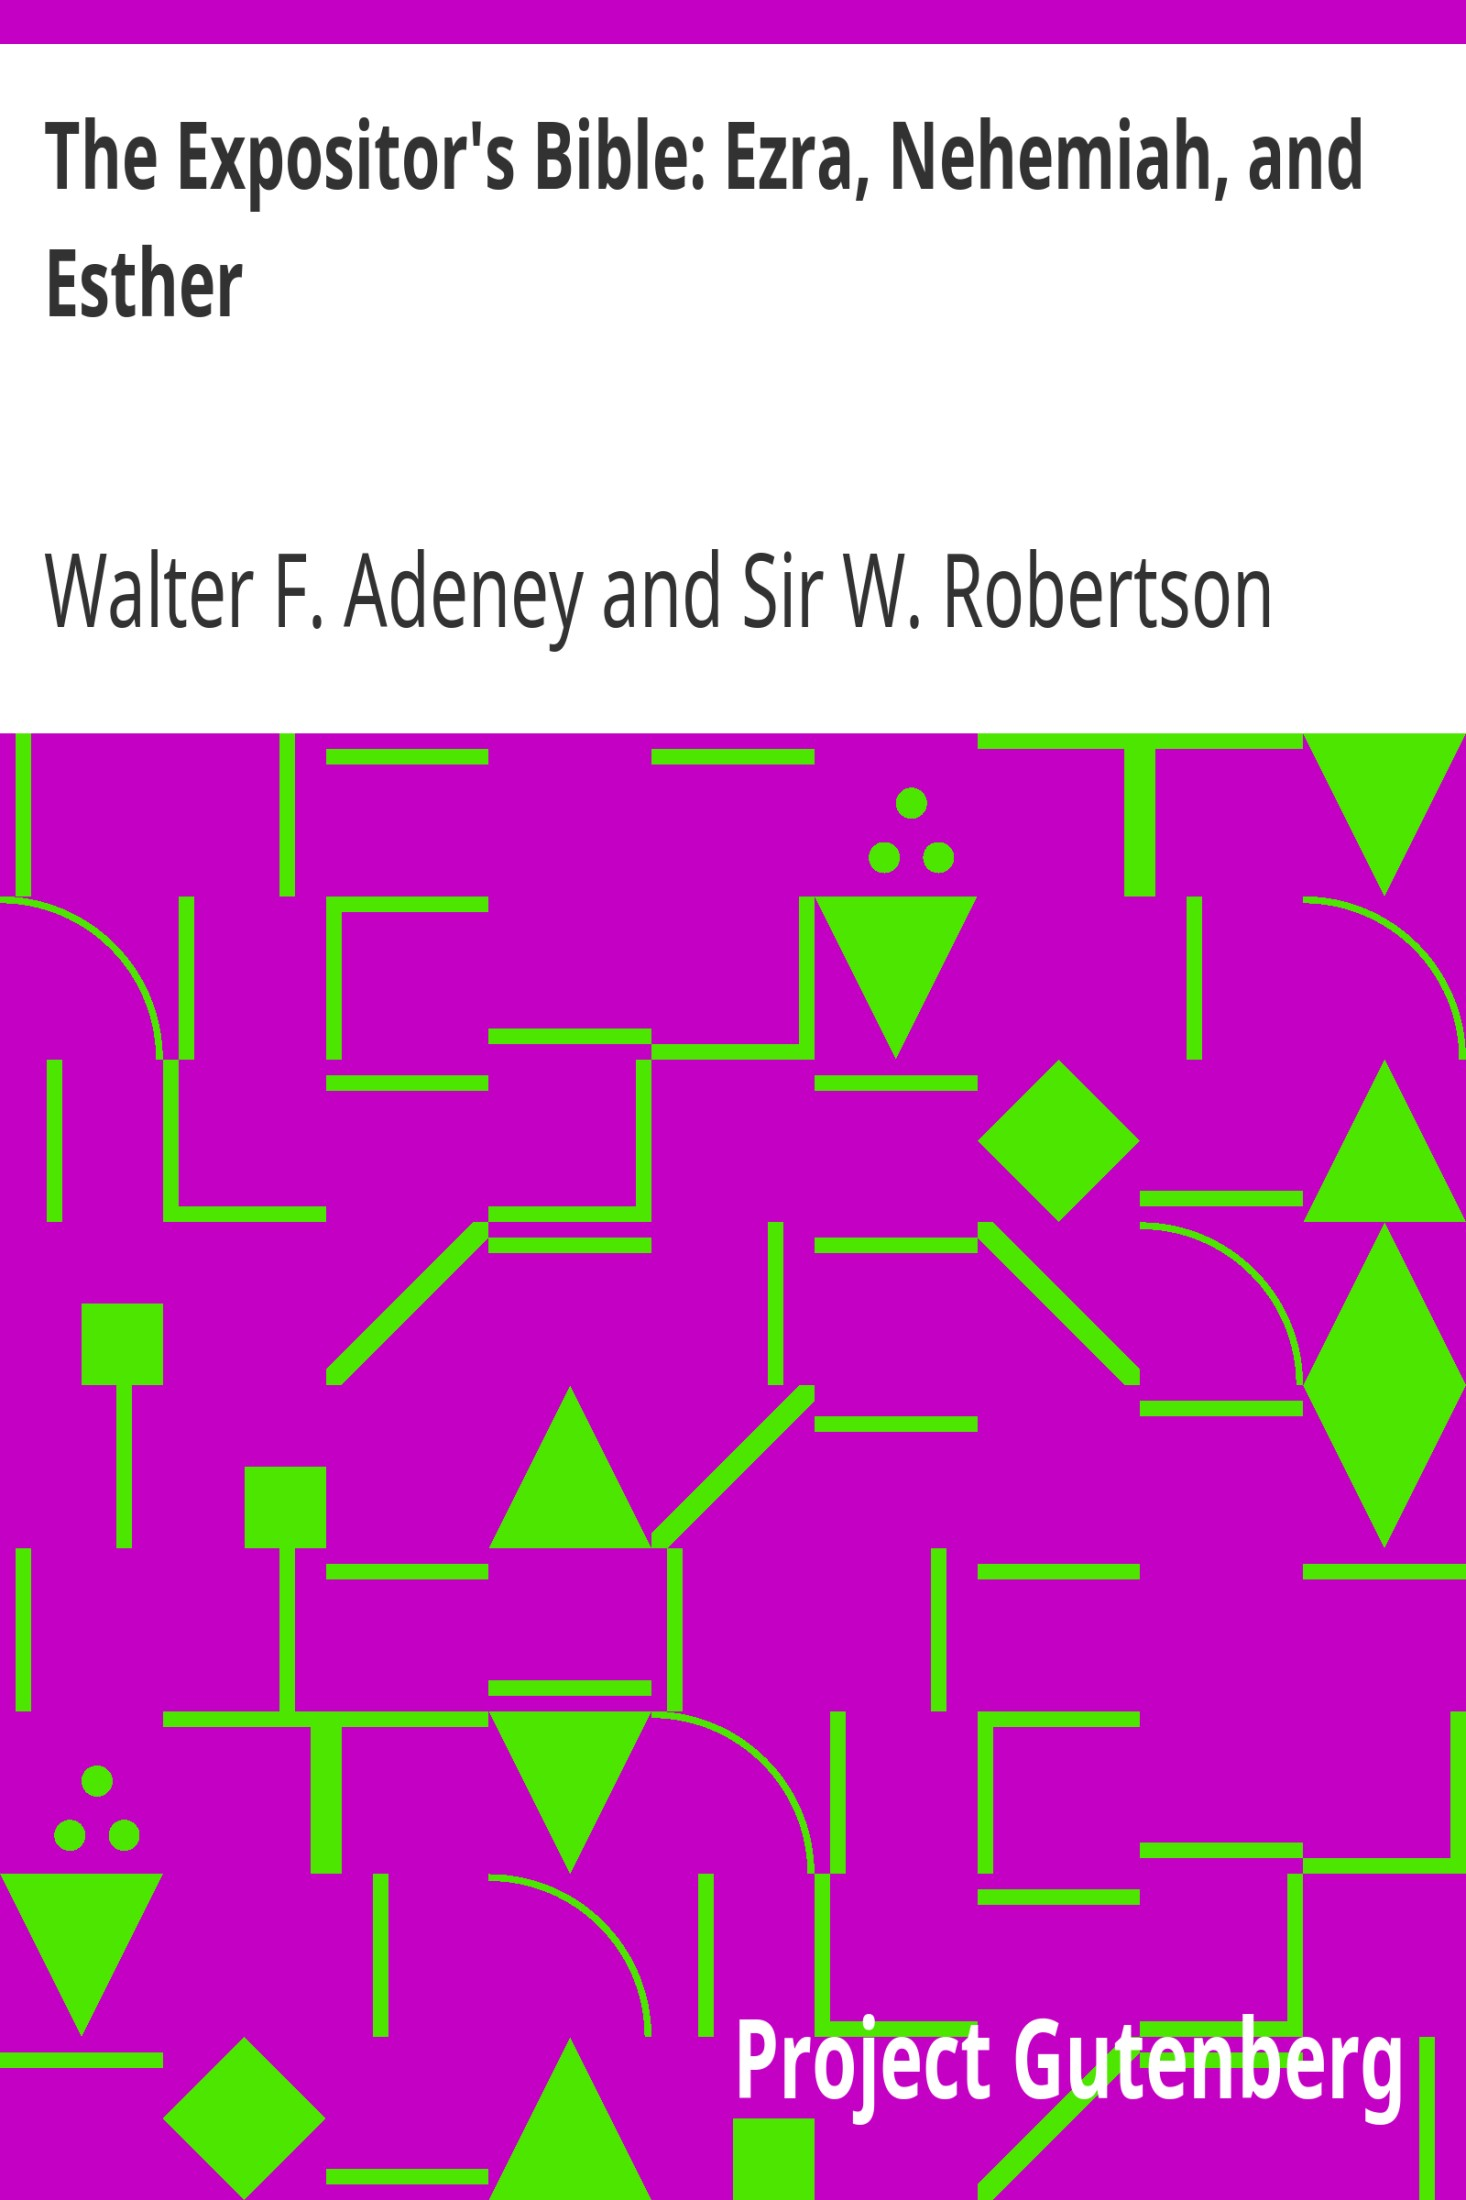 The Expositor's Bible: Ezra, Nehemiah, and
Esther
Walter F. Adeney and Sir W. Robertson
Project Gutenberg